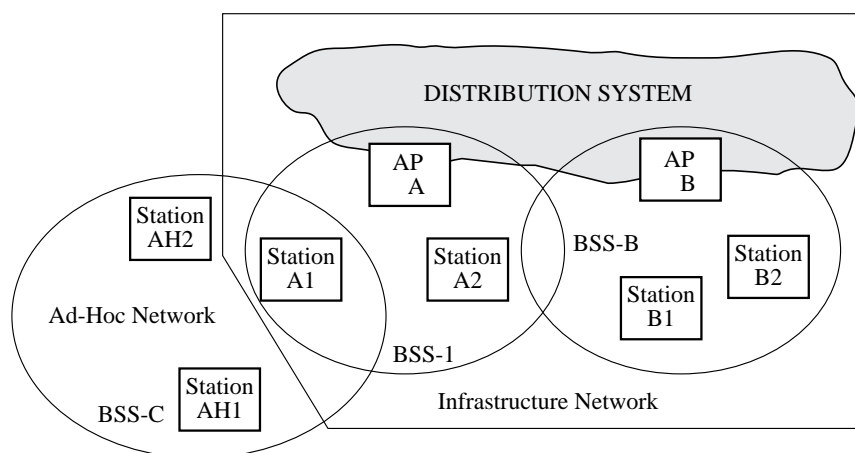 DISTRIBUTION SYSTEM
AP
A
AP
B
Station
AH2
Station
A1
Station
A2
BSS-B
Station
B2
Station
B1
Ad-Hoc Network
BSS-1
Station
AH1
BSS-C
Infrastructure Network